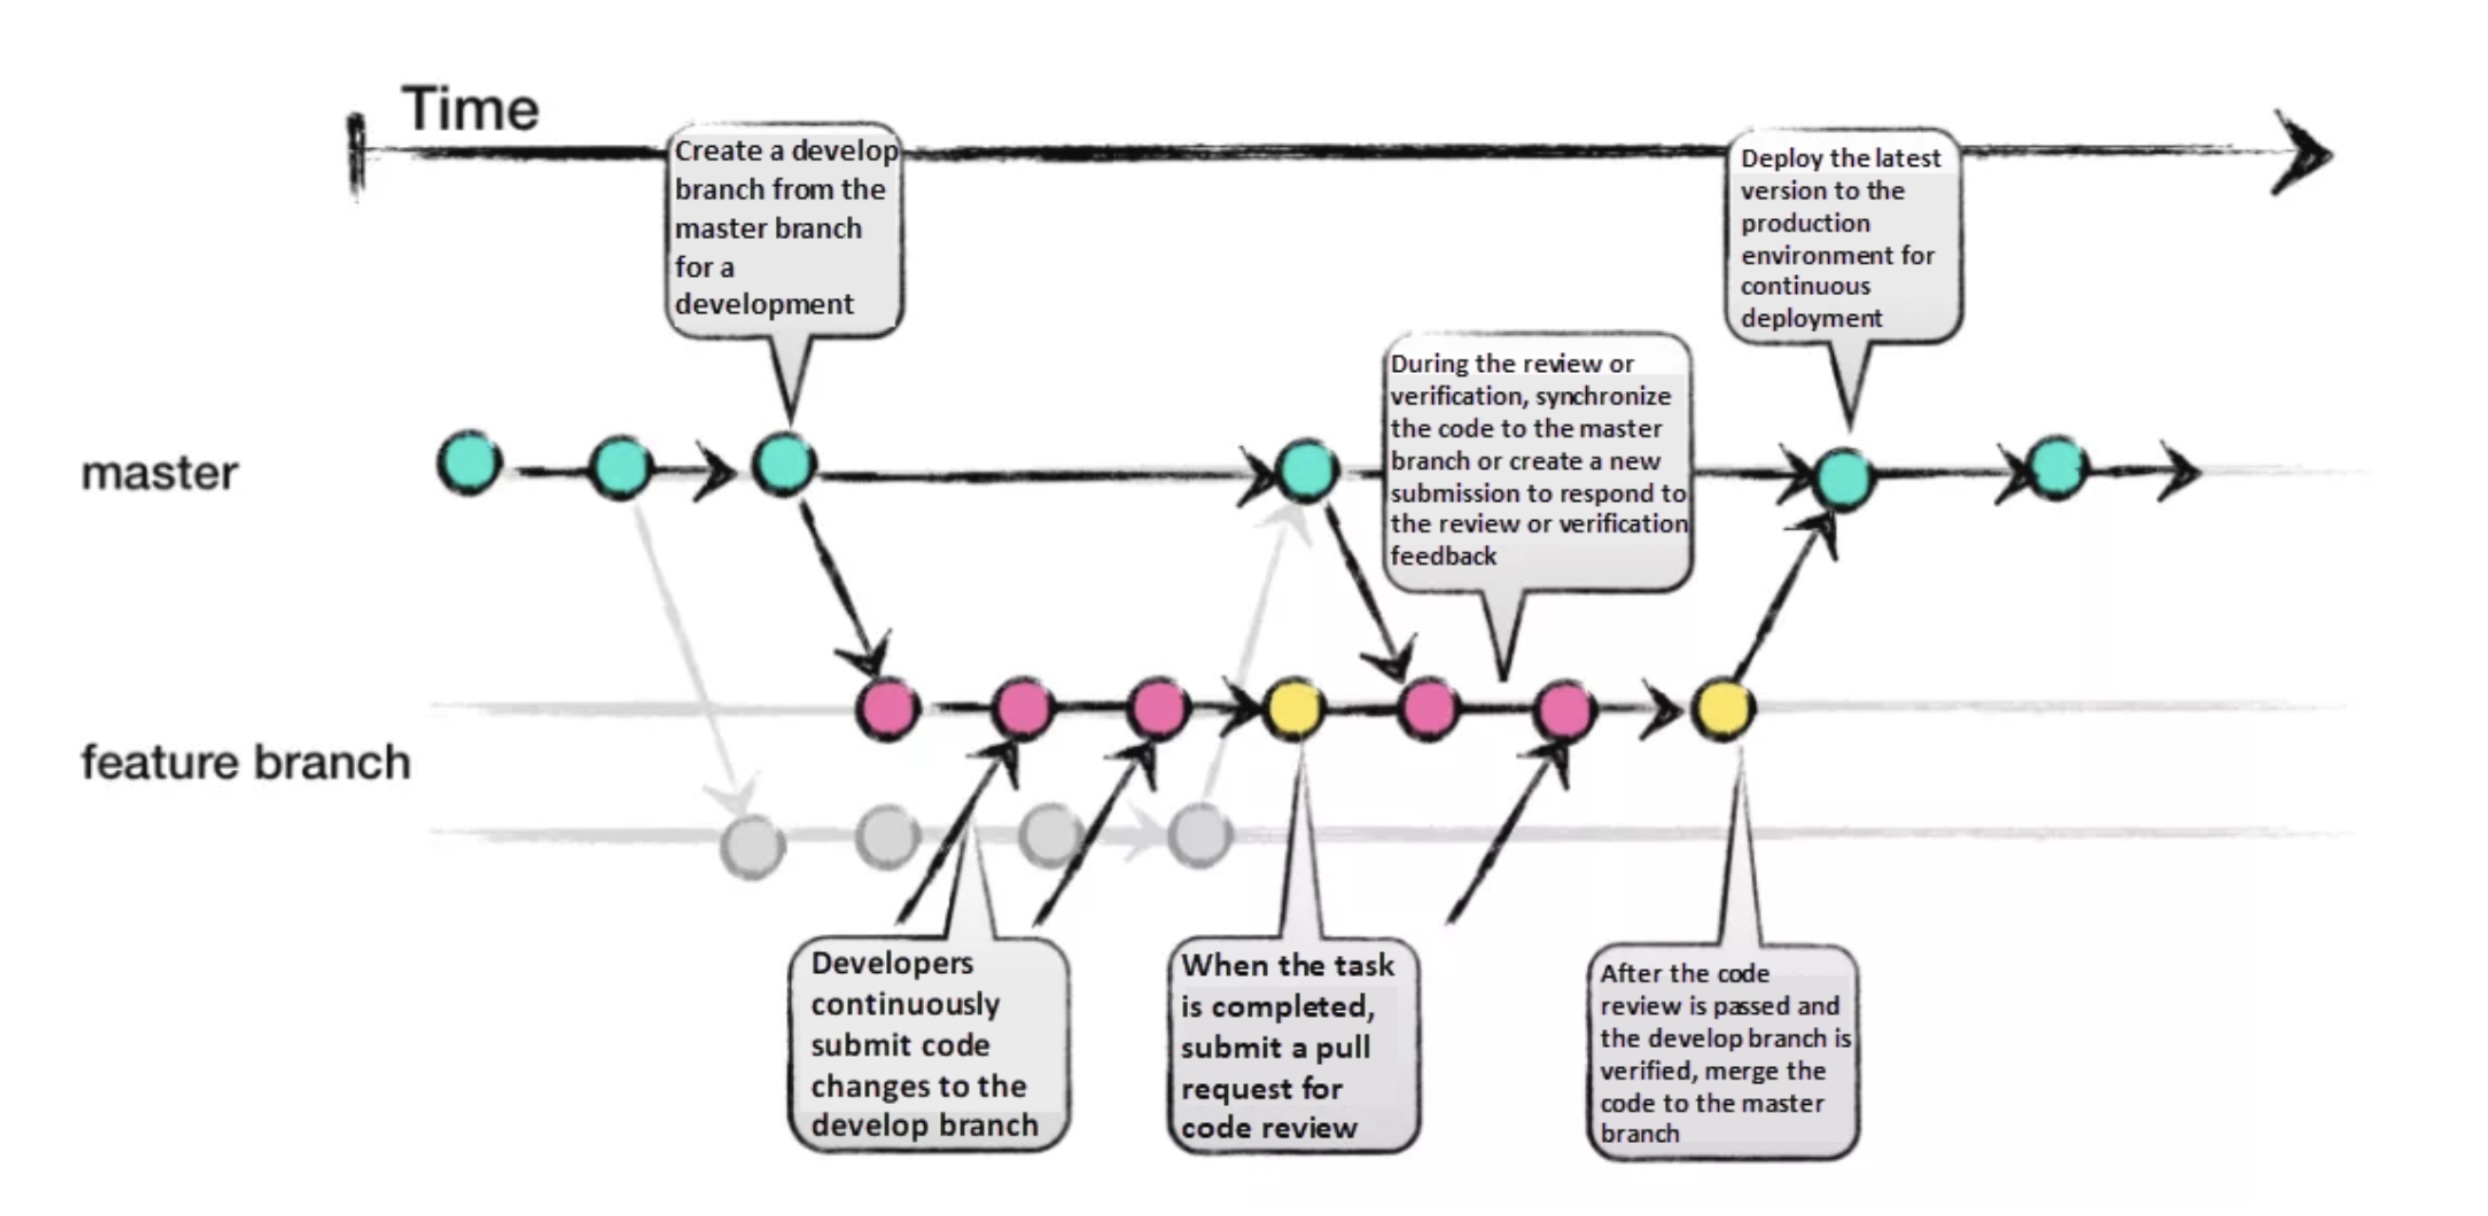 Time
Create a develop
branch from the
master branch
for a
development
Deploy the latest
version to the
production
environment for
continuous
deployment
During the review or
verification, synchronize
the code to the master
branch or create a new
submission to respond to
the review or verification
feedback
master
feature branch
Developers
continuously
submit code
changes to the
develop branch
When the task
is completed,
submit a pull
request for
code review
After the code
review is passed and
the develop branch is
verified, merge the
code to the master
branch